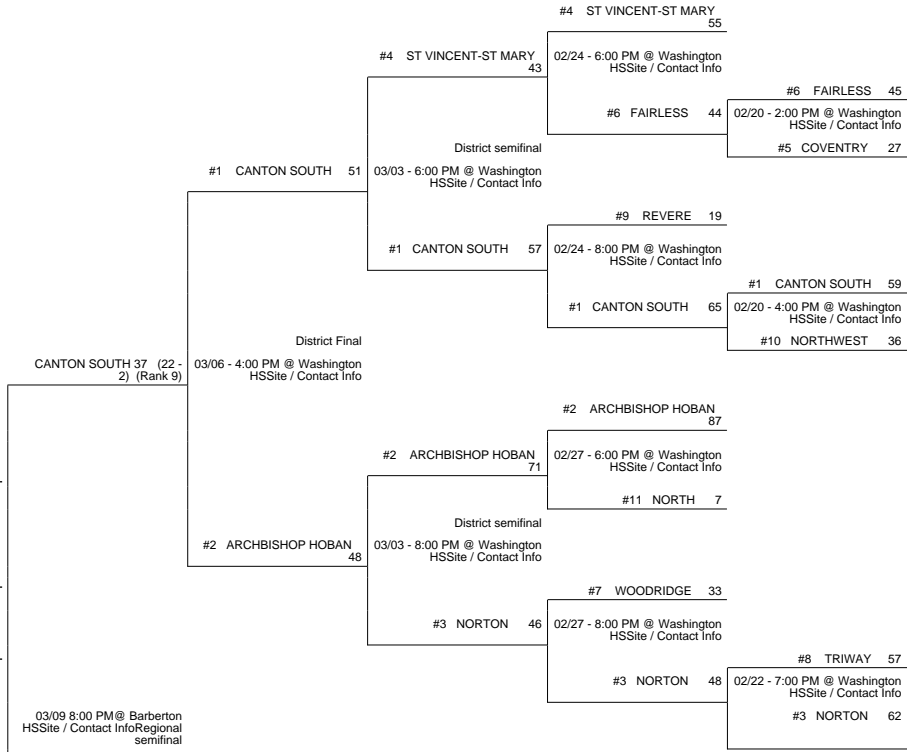 #4 ST VINCENT-ST MARY
55
#4 ST VINCENT-ST MARY
43
02/24 - 6:00 PM @ Washington
HSSite / Contact Info
#6 FAIRLESS 45
#6 FAIRLESS 44
02/20 - 2:00 PM @ Washington
HSSite / Contact Info
#5 COVENTRY 27
District semifinal
#1 CANTON SOUTH 51
03/03 - 6:00 PM @ Washington
HSSite / Contact Info
#9 REVERE 19
#1 CANTON SOUTH 57
02/24 - 8:00 PM @ Washington
HSSite / Contact Info
#1 CANTON SOUTH 59
#1 CANTON SOUTH 65
02/20 - 4:00 PM @ Washington
HSSite / Contact Info
#10 NORTHWEST 36
District Final
CANTON SOUTH 37 (22 -
2) (Rank 9)
03/06 - 4:00 PM @ Washington
HSSite / Contact Info
#2 ARCHBISHOP HOBAN
87
#2 ARCHBISHOP HOBAN
71
02/27 - 6:00 PM @ Washington
HSSite / Contact Info
#11 NORTH 7
District semifinal
#2 ARCHBISHOP HOBAN
48
03/03 - 8:00 PM @ Washington
HSSite / Contact Info
#7 WOODRIDGE 33
#3 NORTON 46
02/27 - 8:00 PM @ Washington
HSSite / Contact Info
#8 TRIWAY 57
#3 NORTON 48
02/22 - 7:00 PM @ Washington
HSSite / Contact Info
#3 NORTON 62
03/09 8:00 PM@ Barberton
HSSite / Contact InfoRegional
semifinal